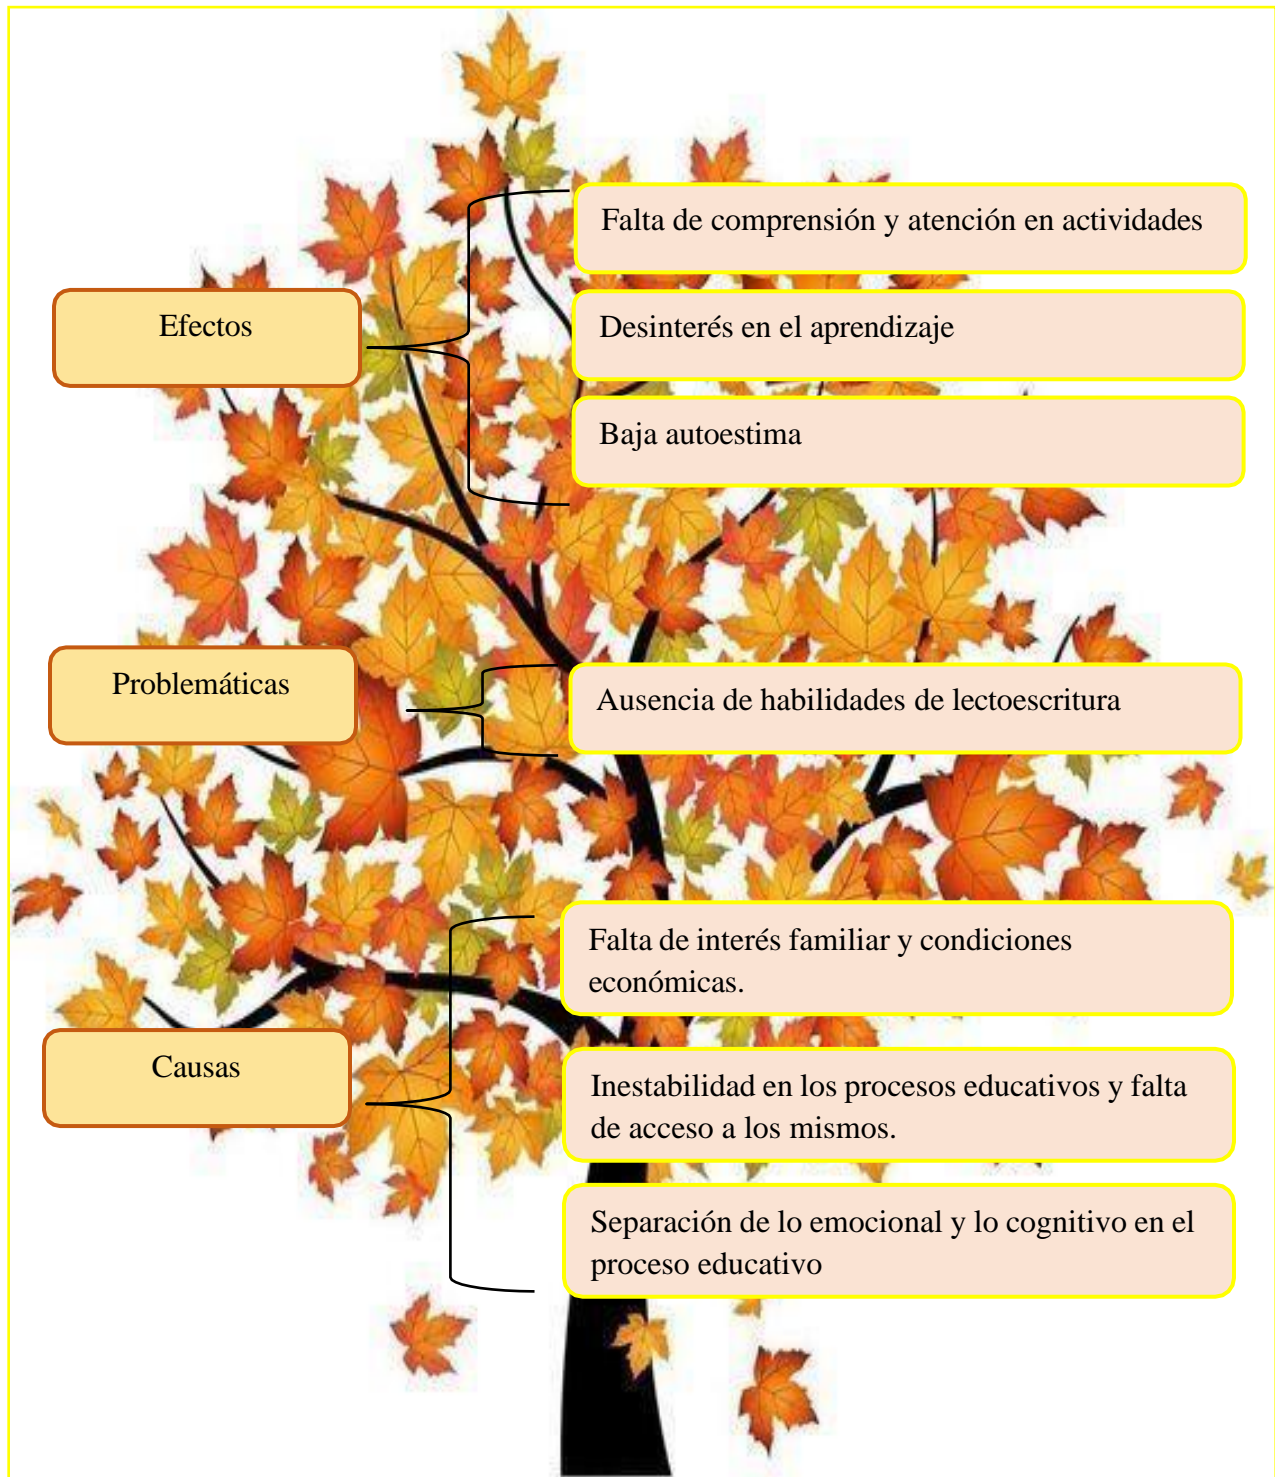 Efectos
Falta de comprensión y atención en actividades
Desinterés en el aprendizaje
Baja autoestima
Problemáticas
Ausencia de habilidades de lectoescritura
Causas
Falta de interés familiar y condiciones
económicas.
Inestabilidad en los procesos educativos y falta
de acceso a los mismos.
Separación de lo emocional y lo cognitivo en el
proceso educativo